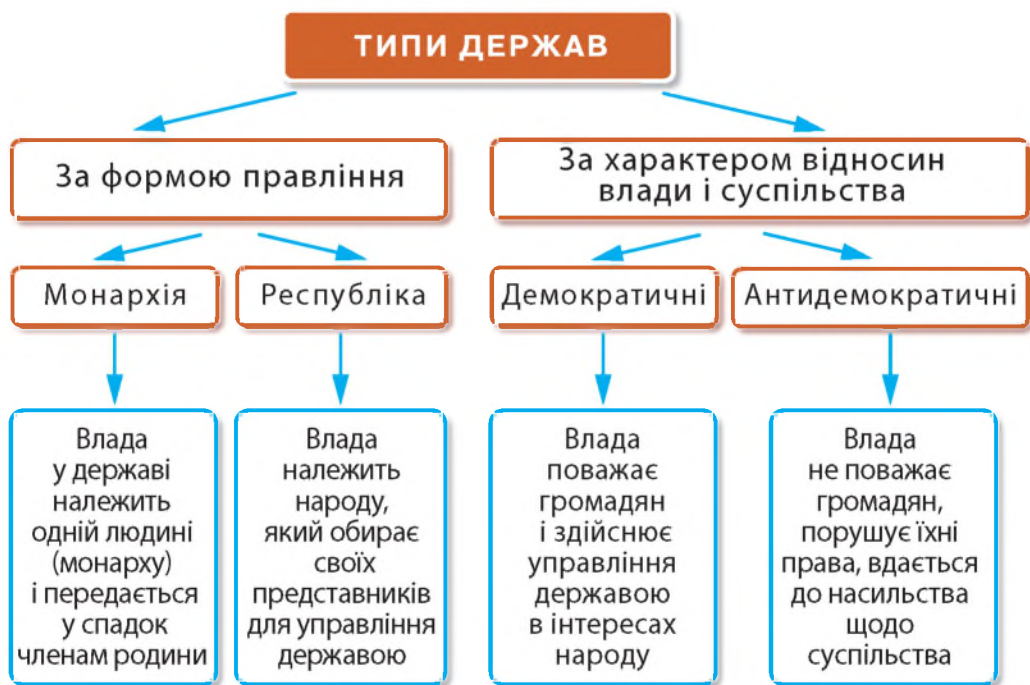 ТИПИ ДЕРЖАВ
За формою правління
За характером відносин
влади і суспільства
Монархія
Республіка
Демократичні
Антидемократичні
Влада
у державі
належить
одній людині
(монарху)
і передається
у спадок
членам родини
Влада
належить
народу,
який обирає
своїх
представників
для управління
державою
Влада
поважає
громадян
і здійснює
управління
державою
в інтересах
народу
Влада
не поважає
громадян,
порушує їхні
права, вдається
до насильства
щодо
суспільства